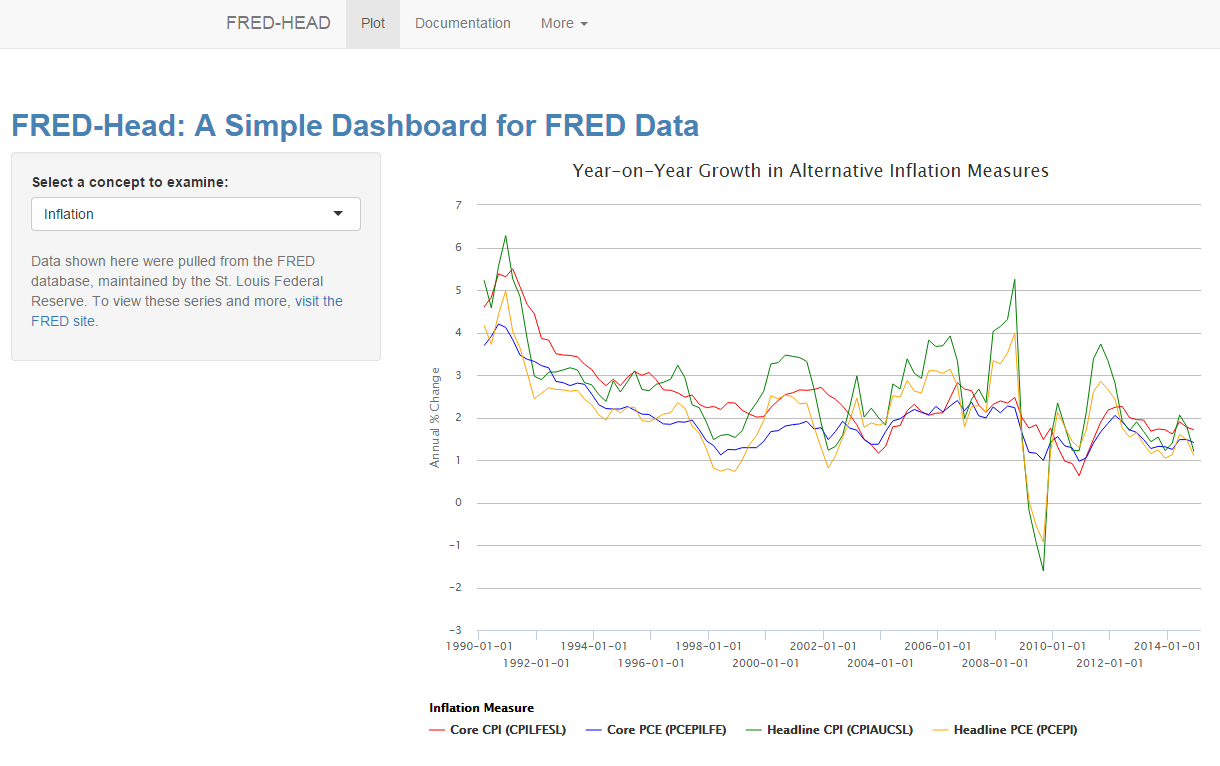 FRED-HEAD Plot Documentation More
FRED-Head: A Simple Dashboard for FRED Data
Select a concept to examine:
Inflation
Data shown here were pulled from the FRED
database, maintained by the St. Louis Federal
Reserve. To view these series and more, visit the
FRED site.
Year-on-Year Growth in Alternative Inflation Measures
Annual % Change
7
6
5
4
3
2
1
0
-1
-2
-3
1990-01-01 1994-01-01 1998-01-01 2002-01-01 2006-01-01 2010-01-01 2014-01-01
1992-01-01 1996-01-01 2000-01-01 2004-01-01 2008-01-01 2012-01-01
Inflation Measure
Core CPI (CPILFESL) Core PCE (PCEPILFE) Headline CPI (CPIAUCSL) Headline PCE (PCEPI)